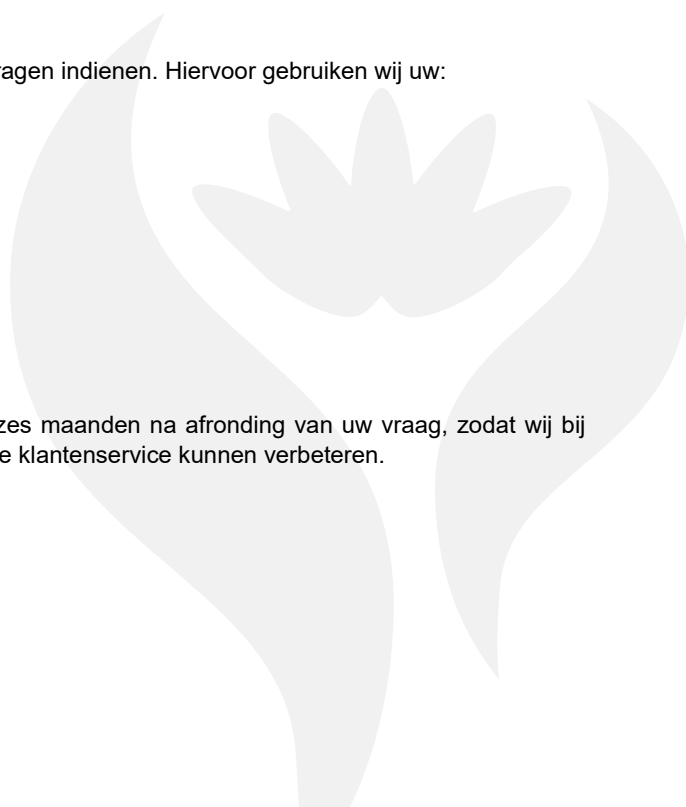 ragen indienen. Hiervoor gebruiken wij uw:
zes maanden na afronding van uw vraag, zodat wij bij
e klantenservice kunnen verbeteren.